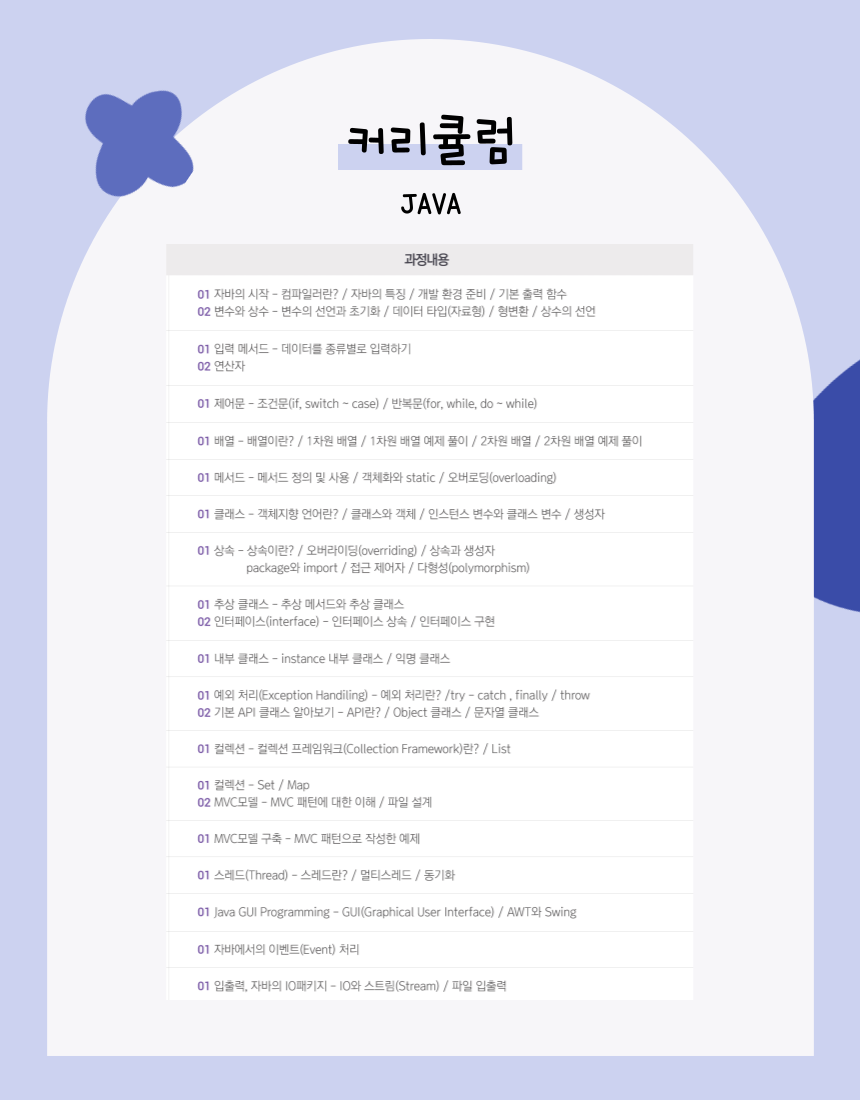 커리큘럼
JAVA
과정내용
01 자바의 시작 - 컴파일러란? / 자바의 특징 / 개발 환경 준비 / 기본 출력 함수
02 변수와 상수 - 변수의 선언과 초기화 / 데이터 타입(자료형) / 형변환 / 상수의 선언
01 입력 메서드 - 데이터를 종류별로 입력하기
02 연산자
01 제어문 - 조건문(if, switch ~ case) / 반복문(for, while, do ~ while)
01 배열 - 배열이란? / 1차원 배열 / 1차원 배열 예제 풀이 / 2차원 배열 / 2차원 배열 예제 풀이
01 메서드 - 메서드 정의 및 사용 / 객체화와 static / 오버로딩(overloading)
01 클래스 - 객체지향 언어란? / 클래스와 객체 / 인스턴스 변수와 클래스 변수 / 생성자
01 상속 - 상속이란? / 오버라이딩(overriding) / 상속과 생성자
package와 import / 접근 제어자 / 다형성(polymorphism)
01 추상 클래스 - 추상 메서드와 추상 클래스
02 인터페이스(interface) - 인터페이스 상속 / 인터페이스 구현
01 내부 클래스 - instance 내부 클래스 / 익명 클래스
01 예외 처리(Exception Handiling) - 예외 처리란? /try - catch , finally / throw
02 기본 API 클래스 알아보기 - API란? / Object 클래스 / 문자열 클래스
01 컬렉션 - 컬렉션 프레임워크(Collection Framework)란? / List
01 컬렉션 - Set / Map
02 MVC모델 - MVC 패턴에 대한 이해 / 파일 설계
01 MVC모델 구축 - MVC 패턴으로 작성한 예제
01 스레드(Thread) - 스레드란? / 멀티스레드 / 동기화
01 Java GUI Programming - GUI(Graphical User Interface) / AWT와 Swing
01 자바에서의 이벤트(Event) 처리
01 입출력, 자바의 IO패키지 - IO와 스트림(Stream) / 파일 입출력